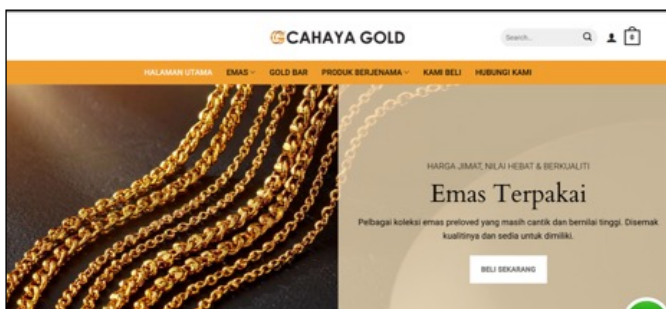 CAHAYA GOLD
Search...
0
HALAMAN UTAMA EMAS GOLD BAR PRODUK BERJENAMA KAMI BELI HUBUNGI KAMI
HARGA JIMAT, NILAI HEBAT & BERKUALITI
Emas Terpakai
Pelbagai koleksi emas preloved yang masih cantik dan bernilai tinggi. Disemak
kualitinya dan sedia untuk dimiliki.
BELI SEKARANG